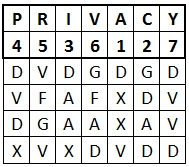 P R I V A C Y
4 5 3 6 1 2 7
D V D G D G D
V F A F X D V
D G A A X A V
X V X D V D D